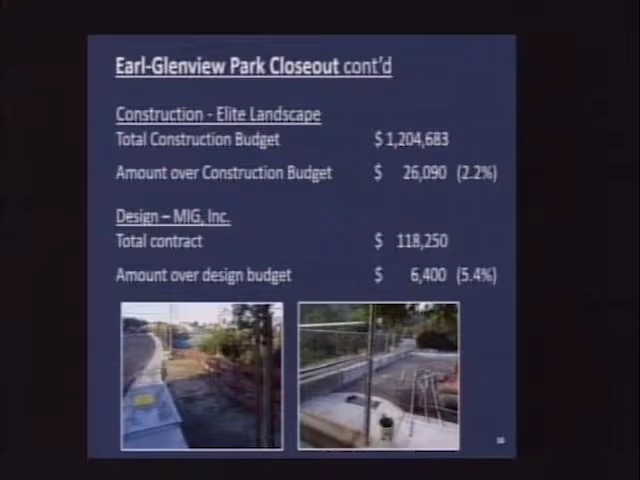 Earl-Glenview Park Closeout cont'd
Construction - Elite Landscape
Total Construction Budget $ 1,204,683
Amount over Construction Budget $ 26,090 (2.2%)
Design – MIG, Inc.
Total contract $ 118,250
Amount over design budget $ 6,400 (5.4%)